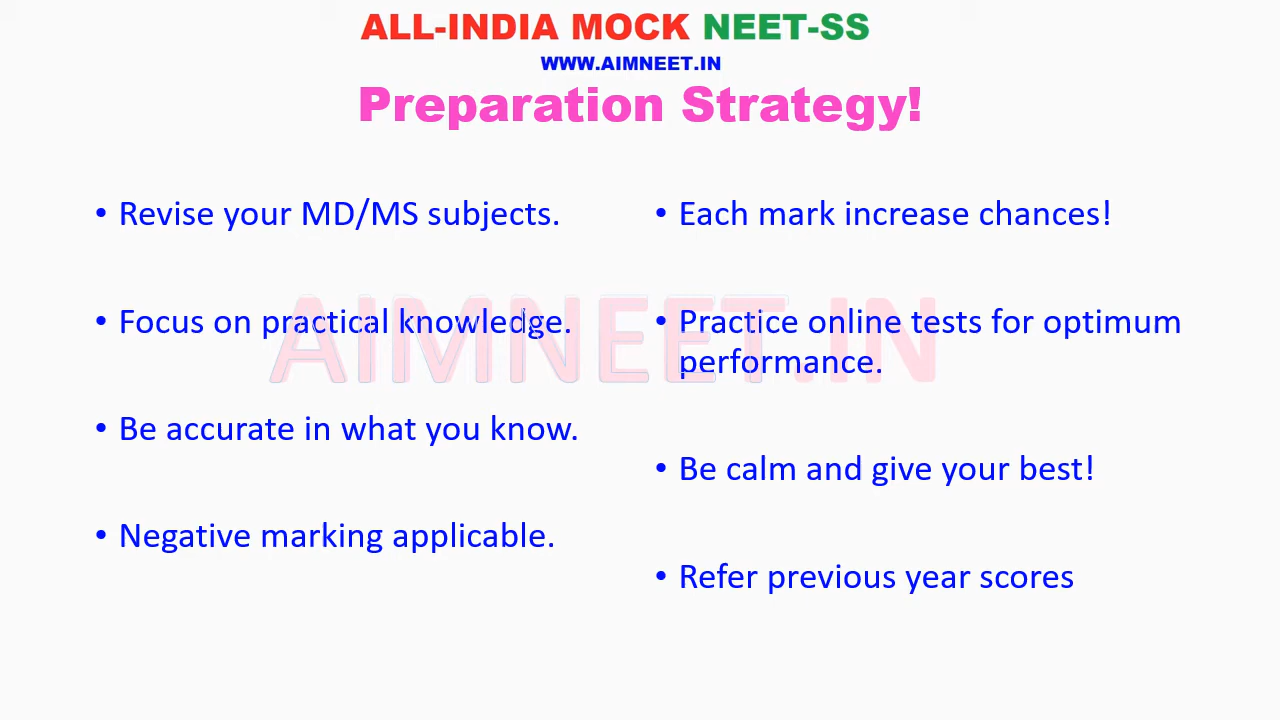 ALL-INDIA MOCK NEET-SS
WWW.AIMNEET.IN
Preparation Strategy!
• Revise your MD/MS subjects.
• Focus on practical knowledge.
• Be accurate in what you know.
• Negative marking applicable.
• Each mark increase chances!
• Practice online tests for optimum
performance.
• Be calm and give your best!
• Refer previous year scores
AIMNEET.IN